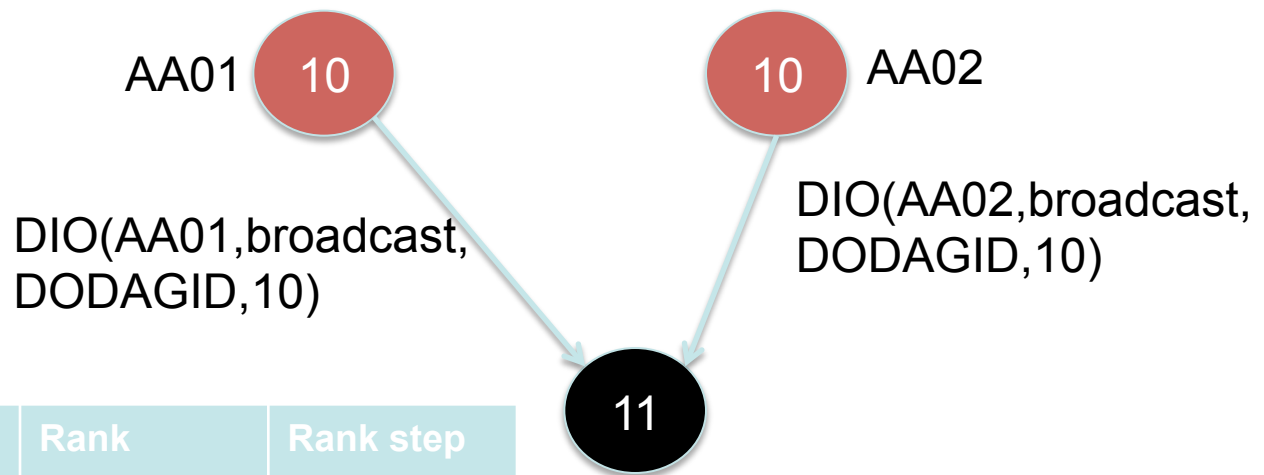 AA01
10
10
AA02
DIO(AA01,broadcast,
DODAGID,10)
DIO(AA02,broadcast,
DODAGID,10)
11
Rank
Rank step